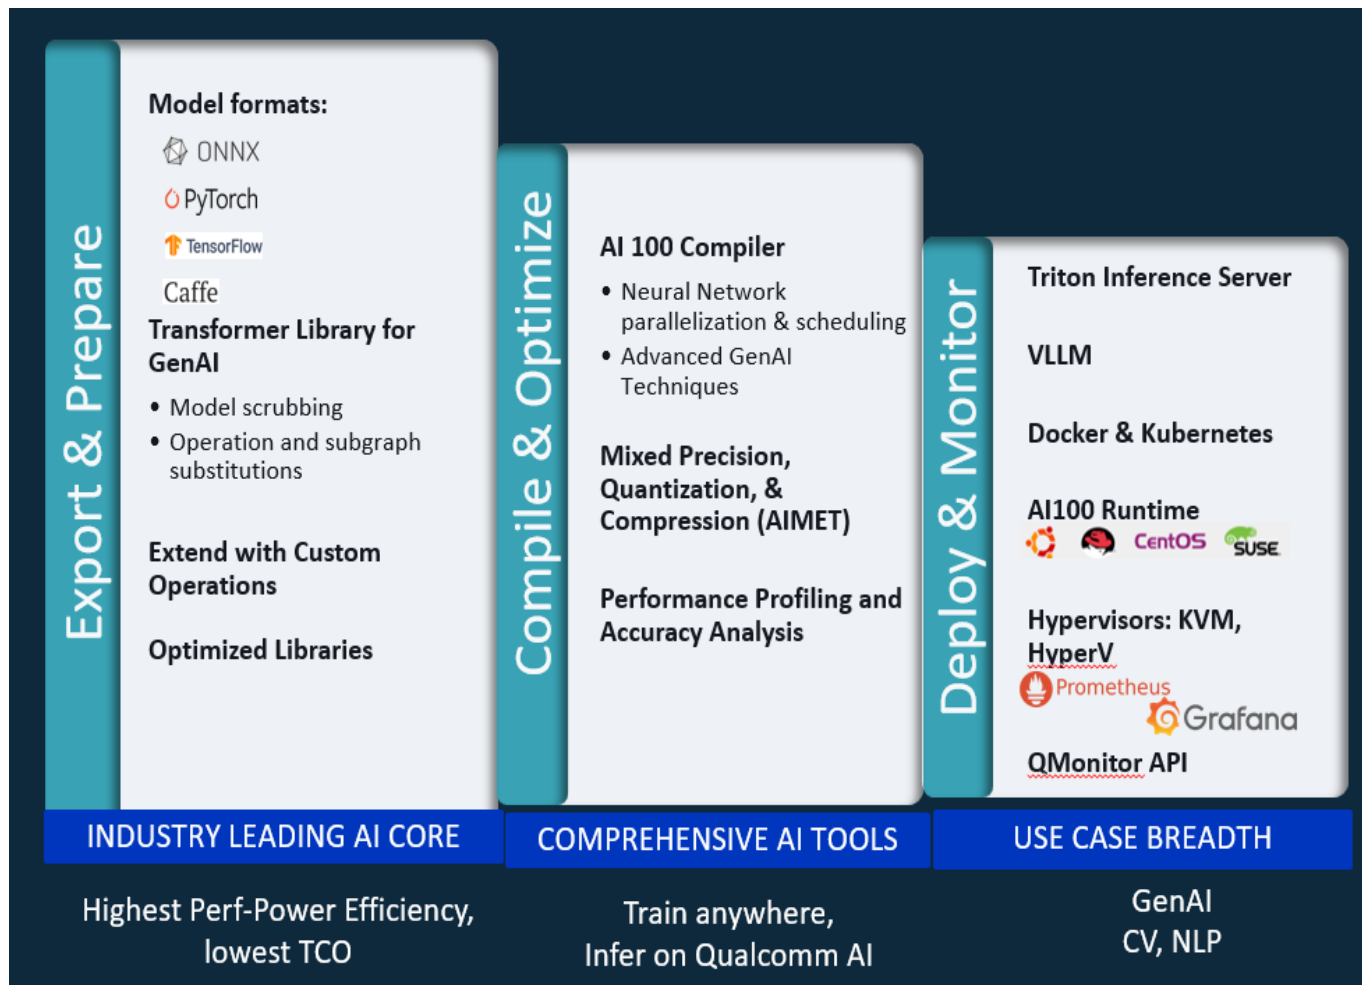 Export & Prepare
Model formats:
ONNX
PyTorch
TensorFlow
Caffe
Transformer Library for
GenAI
• Model scrubbing
• Operation and subgraph
substitutions
Extend with Custom
Operations
Optimized Libraries
INDUSTRY LEADING AI CORE
Highest Perf-Power Efficiency,
lowest TCO
Compile & Optimize
AI 100 Compiler
• Neural Network
parallelization & scheduling
• Advanced GenAI
Techniques
Mixed Precision,
Quantization, &
Compression (AIMET)
Performance Profiling and
Accuracy Analysis
COMPREHENSIVE AI TOOLS
Train anywhere,
Infer on Qualcomm AI
Deploy & Monitor
Triton Inference Server
VLLM
Docker & Kubernetes
AI100 Runtime
CentOS SUSE
Hypervisors: KVM,
HyperV
Prometheus
Grafana
QMonitor API
USE CASE BREADTH
GenAI
CV, NLP